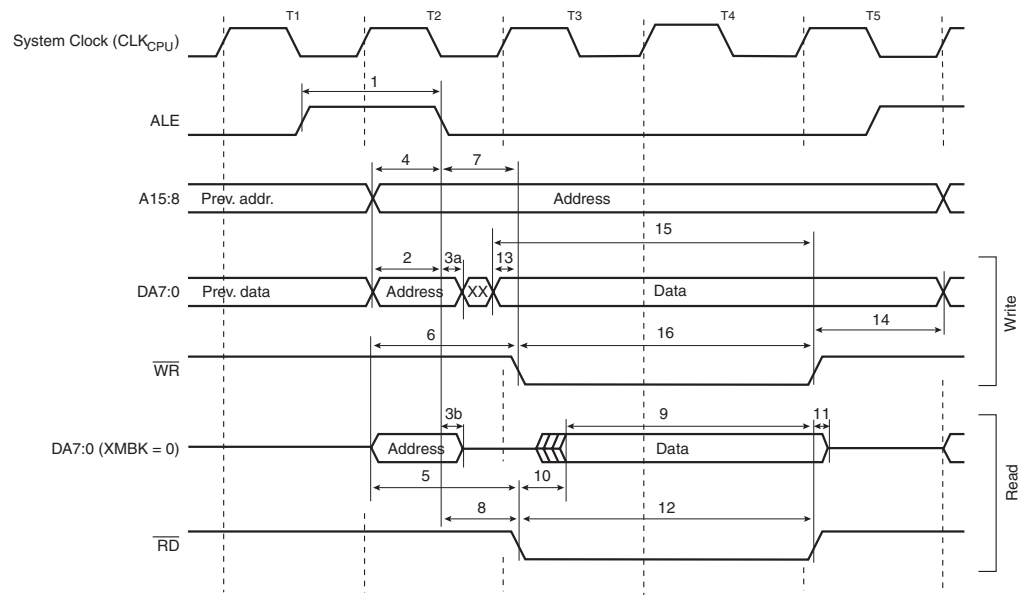 T1 T2 T3 T4 T5
System Clock (CLKCPU)
1
ALE
4 7
A15:8 Prev. addr. Address
15
2 3a 13
DA7:0 Prev. data Address XX Data
14
6 16
WR
Write
3b 9 11
DA7:0 (XMBK = 0) Address Data
5 10
8 12
RD
Read